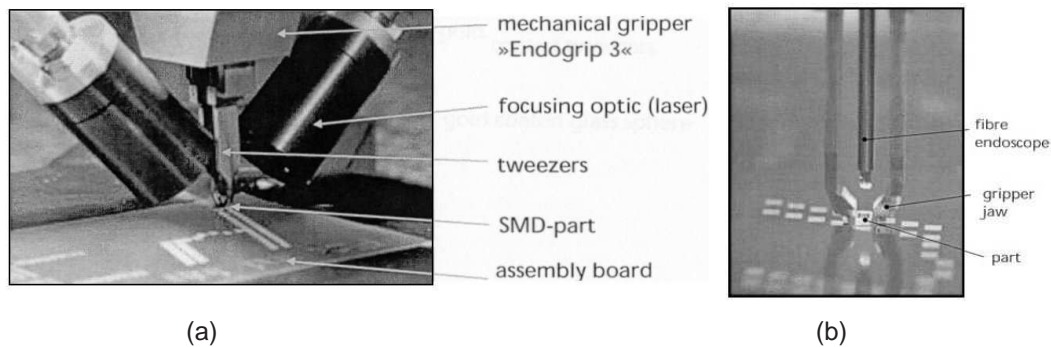 mechanical gripper
»Endogrip 3«
focusing optic (laser)
tweezers
SMD-part
assembly board
fibre
endoscope
gripper
jaw
part
(a)
(b)